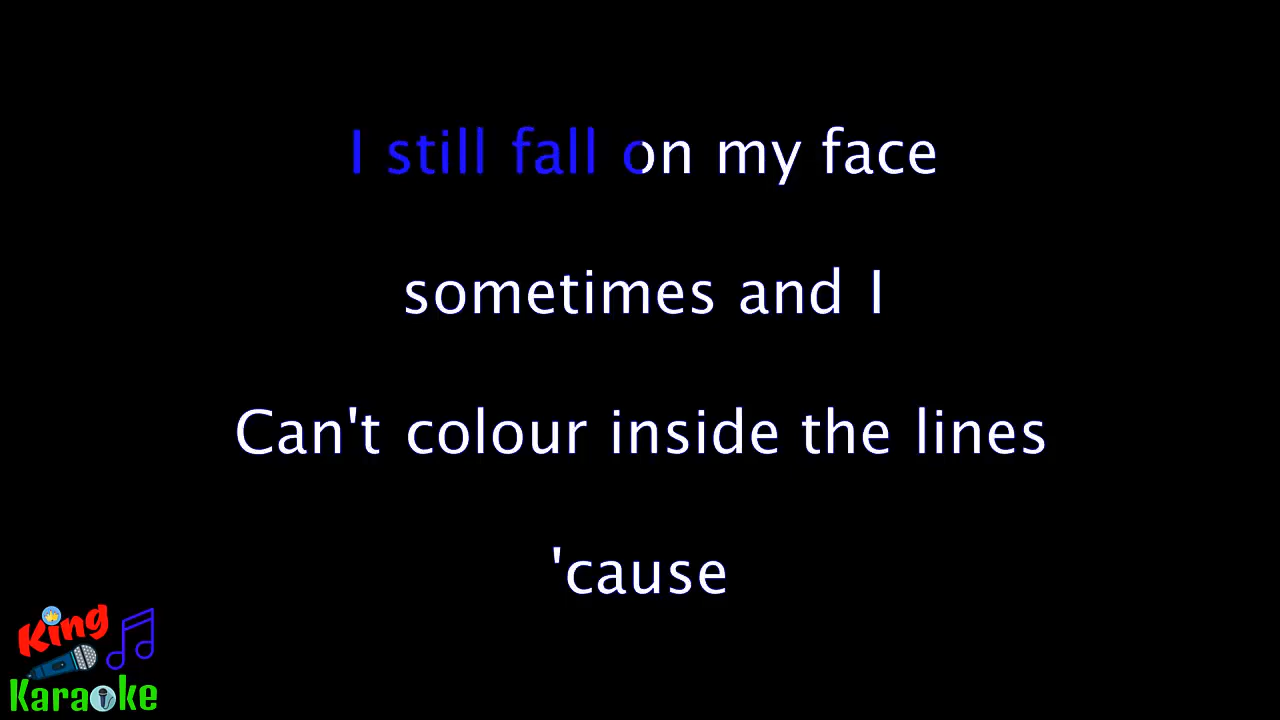 I still fall on my face
sometimes and I
Can't colour inside the lines
'cause
King
Karaoke